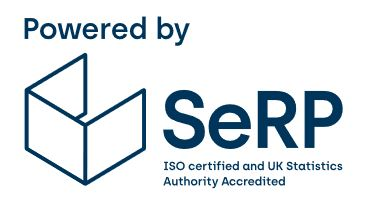 Powered by
SeRP
ISO certified and UK Statistics
Authority Accredited